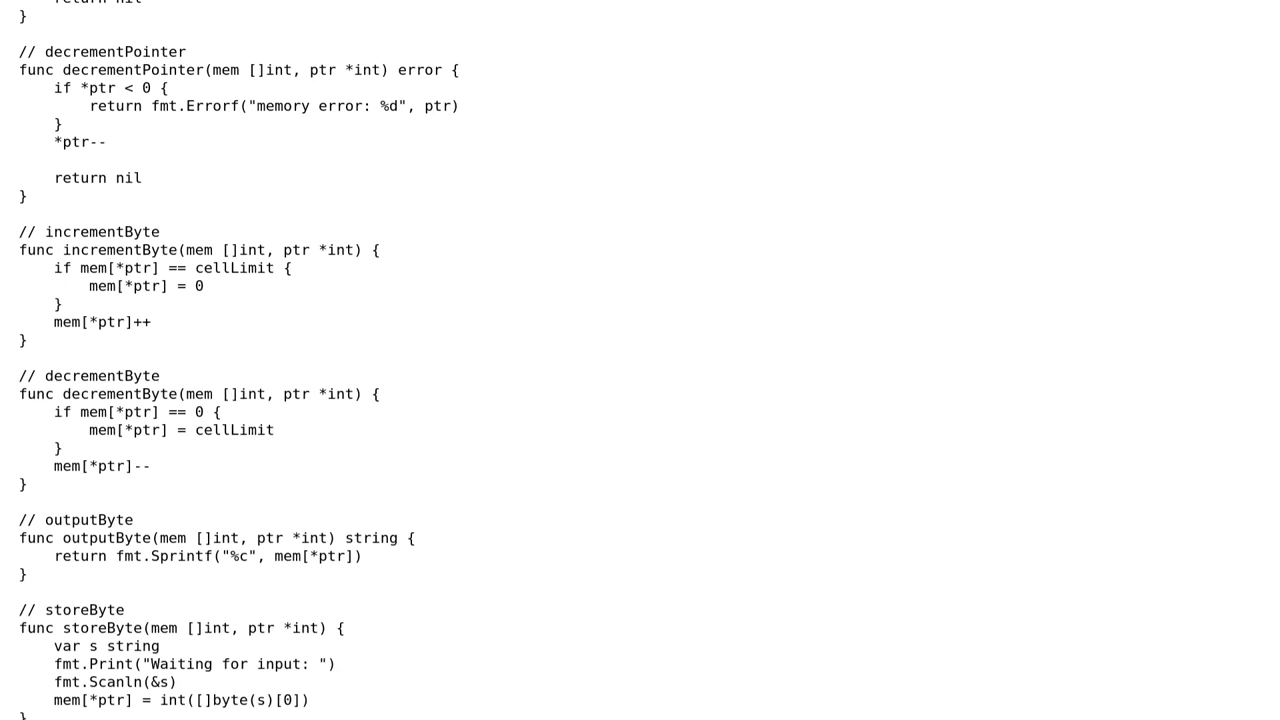 return nil
}

// decrementPointer
func decrementPointer(mem []int, ptr *int) error {
    if *ptr < 0 {
        return fmt.Errorf("memory error: %d", ptr)
    }
    *ptr--

    return nil
}

// incrementByte
func incrementByte(mem []int, ptr *int) {
    if mem[*ptr] == cellLimit {
        mem[*ptr] = 0
    }
    mem[*ptr]++
}

// decrementByte
func decrementByte(mem []int, ptr *int) {
    if mem[*ptr] == 0 {
        mem[*ptr] = cellLimit
    }
    mem[*ptr]--
}

// outputByte
func outputByte(mem []int, ptr *int) string {
    return fmt.Sprintf("%c", mem[*ptr])
}

// storeByte
func storeByte(mem []int, ptr *int) {
    var s string
    fmt.Print("Waiting for input: ")
    fmt.Scanln(&s)
    mem[*ptr] = int([]byte(s)[0])
}